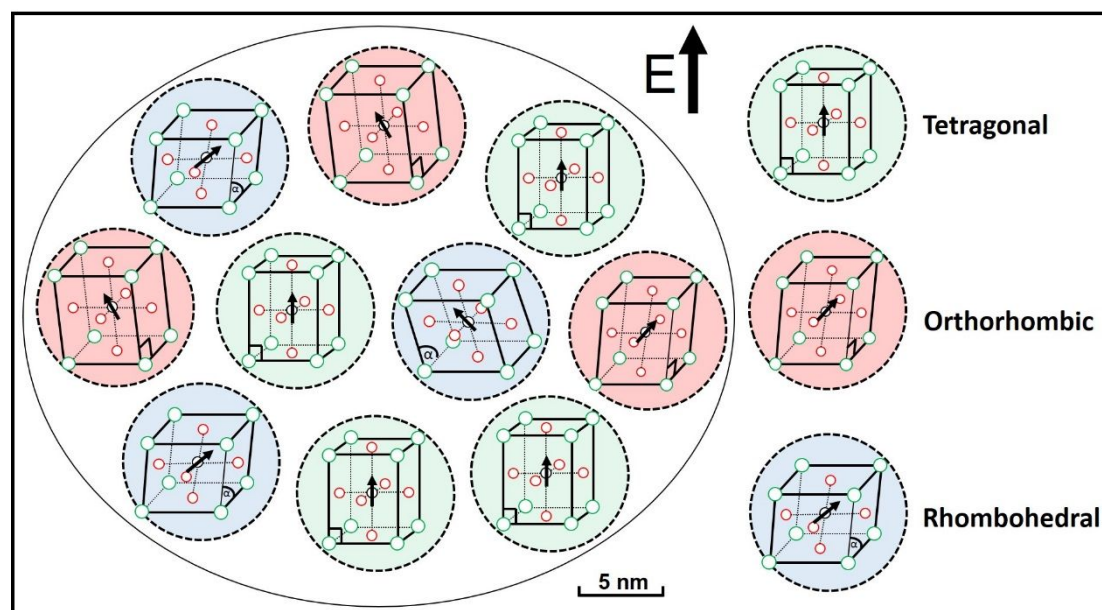 E
Tetragonal
α
α
Orthorhombic
α
α
α
Rhombohedral
5 nm